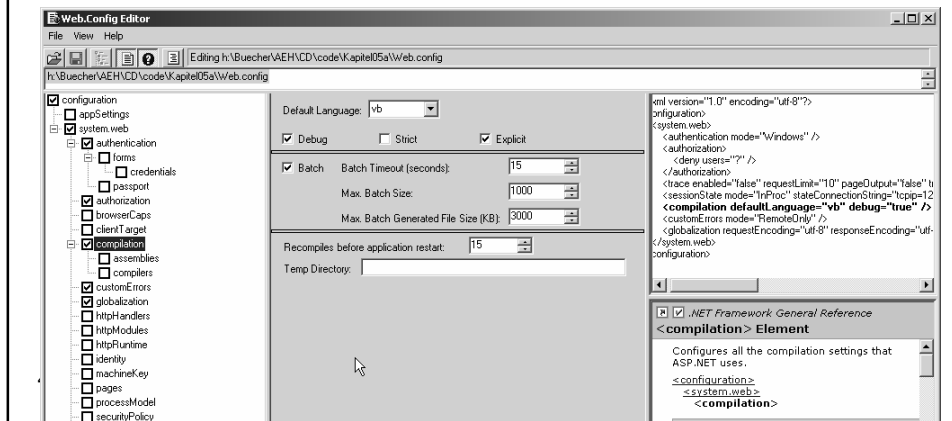 Web.Config Editor
File View Help
Editing h:\Buecher\AEH\CD\code\Kapitel05a\Web.config
h:\Buecher\AEH\CD\code\Kapitel05a\Web.config
configuration
appSettings
system.web
authentication
forms
credentials
passport
authorization
browserCaps
clientTarget
compilation
assemblies
compilers
customErrors
globalization
httpHandlers
httpModules
httpRuntime
identity
machineKey
pages
processModel
securityPolicy
Default Language: vb
Debug Strict Explicit
Batch Batch Timeout (seconds): 15
Max. Batch Size: 1000
Max. Batch Generated File Size (KB): 3000
Recompiles before application restart: 15
Temp Directory:
xml version="1.0" encoding="utf-8"?>
onfiguration>
<system.web>
<authentication mode="Windows" />
<authorization>
<deny users="?" />
</authorization>
<trace enabled="false" requestLimit="10" pageOutput="false" tr
<sessionState mode="InProc" stateConnectionString="tcpip=12
<compilation defaultLanguage="vb" debug="true" />
<customErrors mode="RemoteOnly" />
<globalization requestEncoding="utf-8" responseEncoding="utf-
</system.web>
configuration>
.NET Framework General Reference
<compilation> Element
Configures all the compilation settings that
ASP.NET uses.
<configuration>
<system.web>
<compilation>